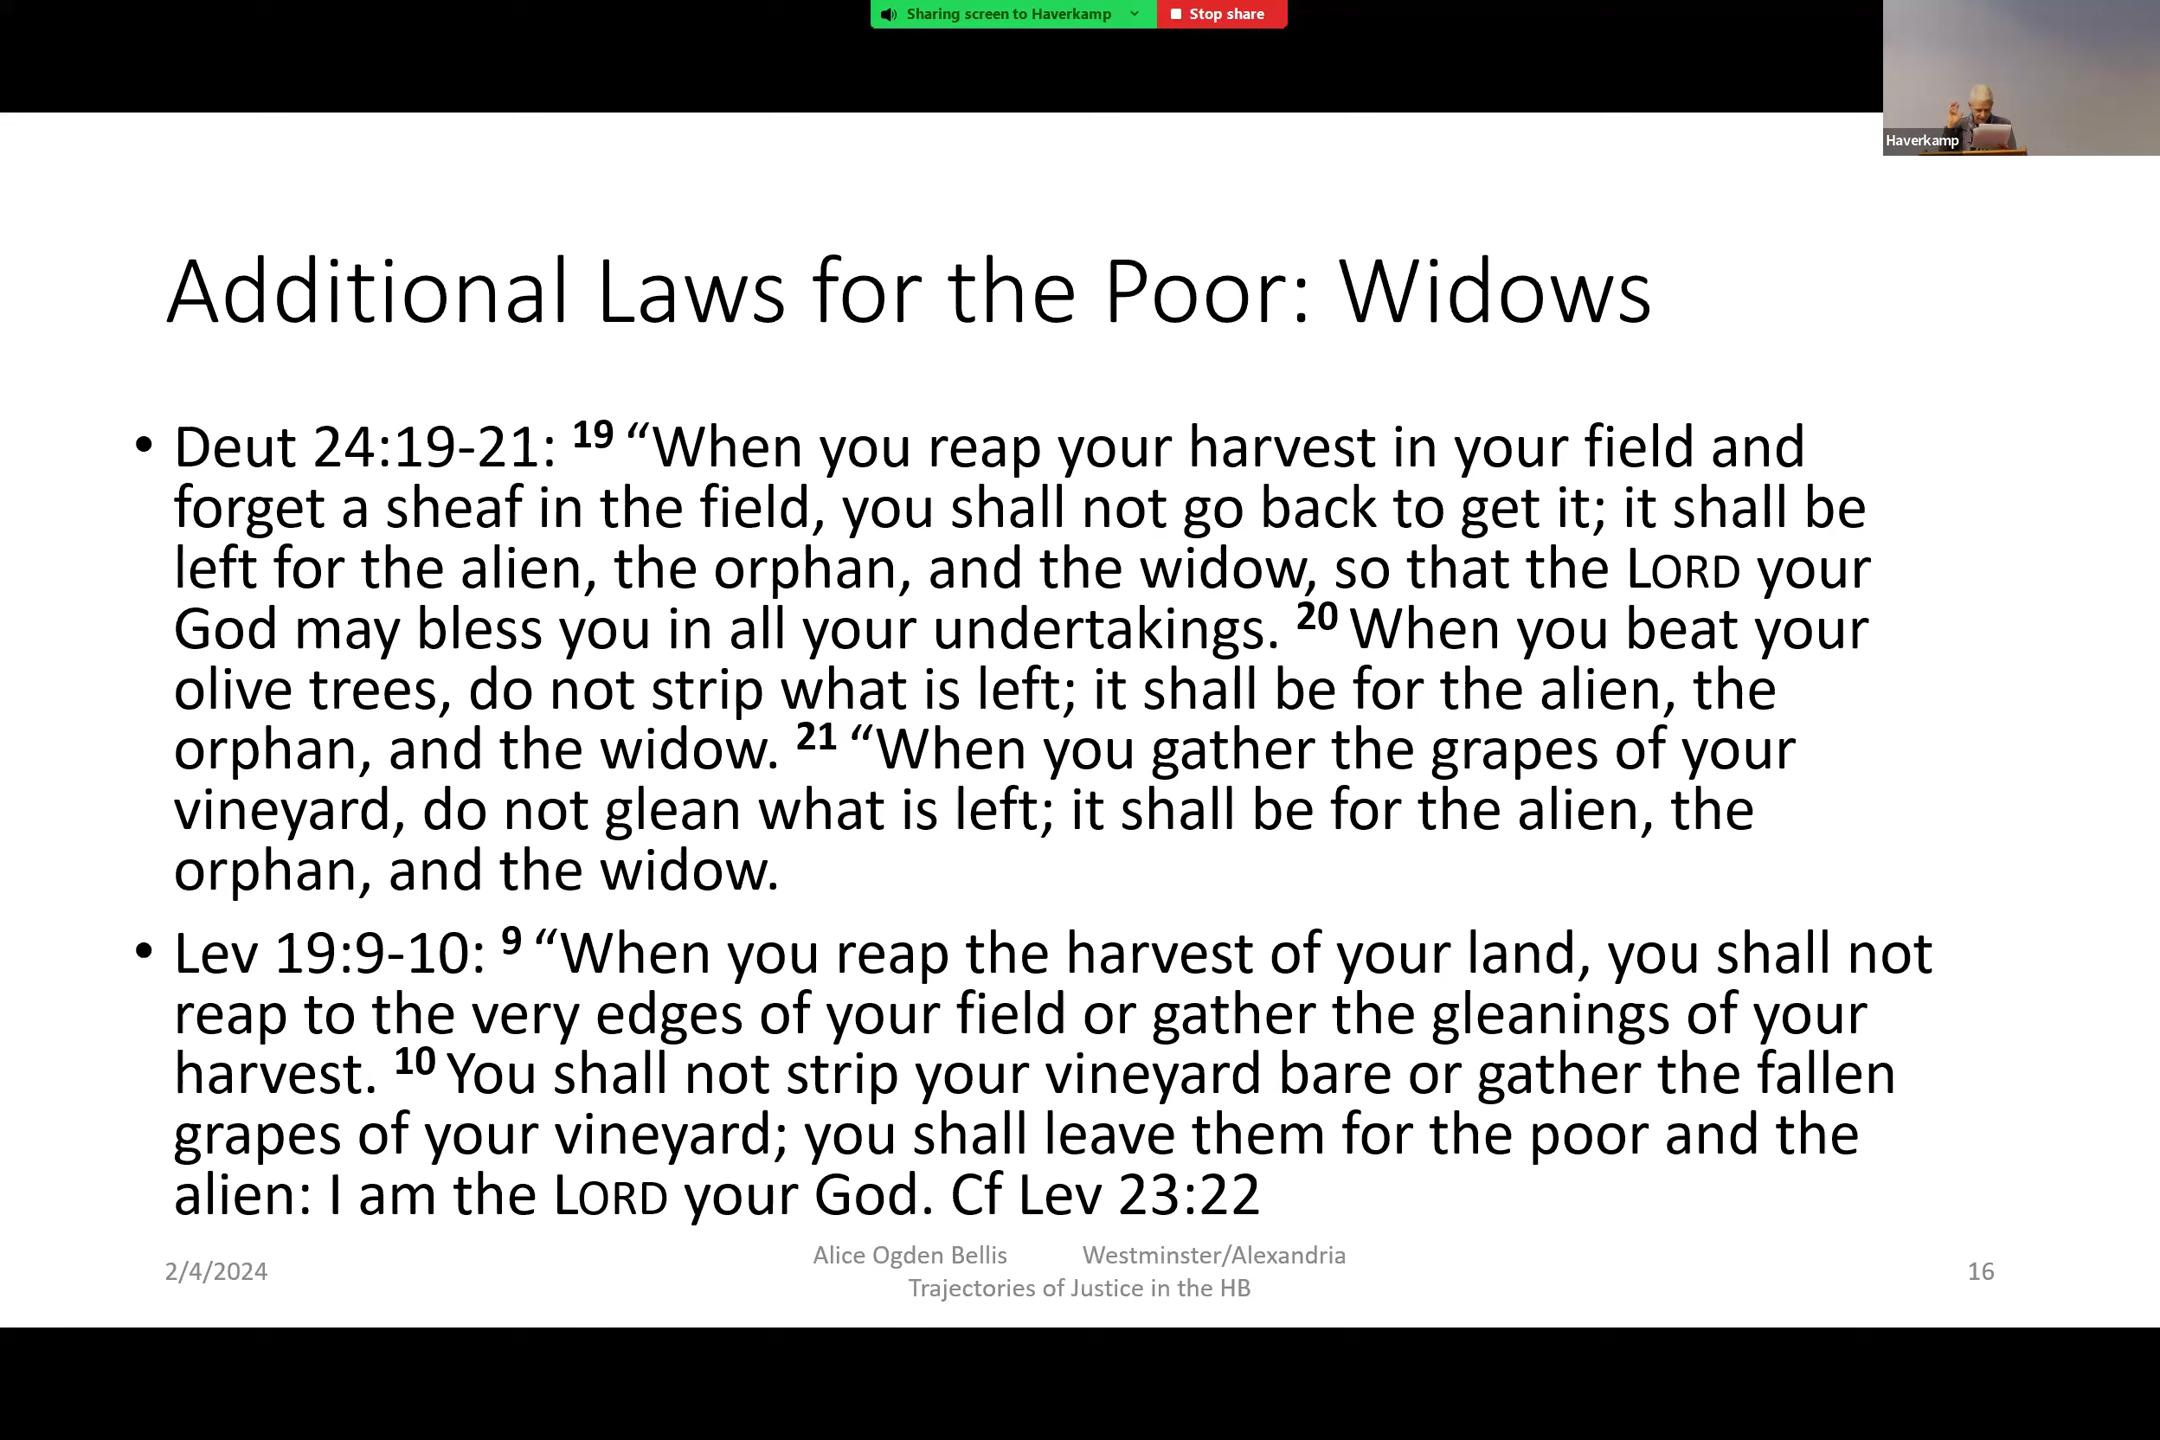 Sharing screen to Haverkamp
Stop share
Haverkamp
Additional Laws for the Poor: Widows
• Deut 24:19-21: 19 “When you reap your harvest in your field and
forget a sheaf in the field, you shall not go back to get it; it shall be
left for the alien, the orphan, and the widow, so that the LORD your
God may bless you in all your undertakings. 20 When you beat your
olive trees, do not strip what is left; it shall be for the alien, the
orphan, and the widow. 21 “When you gather the grapes of your
vineyard, do not glean what is left; it shall be for the alien, the
orphan, and the widow.
• Lev 19:9-10: 9 “When you reap the harvest of your land, you shall not
reap to the very edges of your field or gather the gleanings of your
harvest. 10 You shall not strip your vineyard bare or gather the fallen
grapes of your vineyard; you shall leave them for the poor and the
alien: I am the LORD your God. Cf Lev 23:22
2/4/2024
Alice Ogden Bellis Westminster/Alexandria
Trajectories of Justice in the HB
16